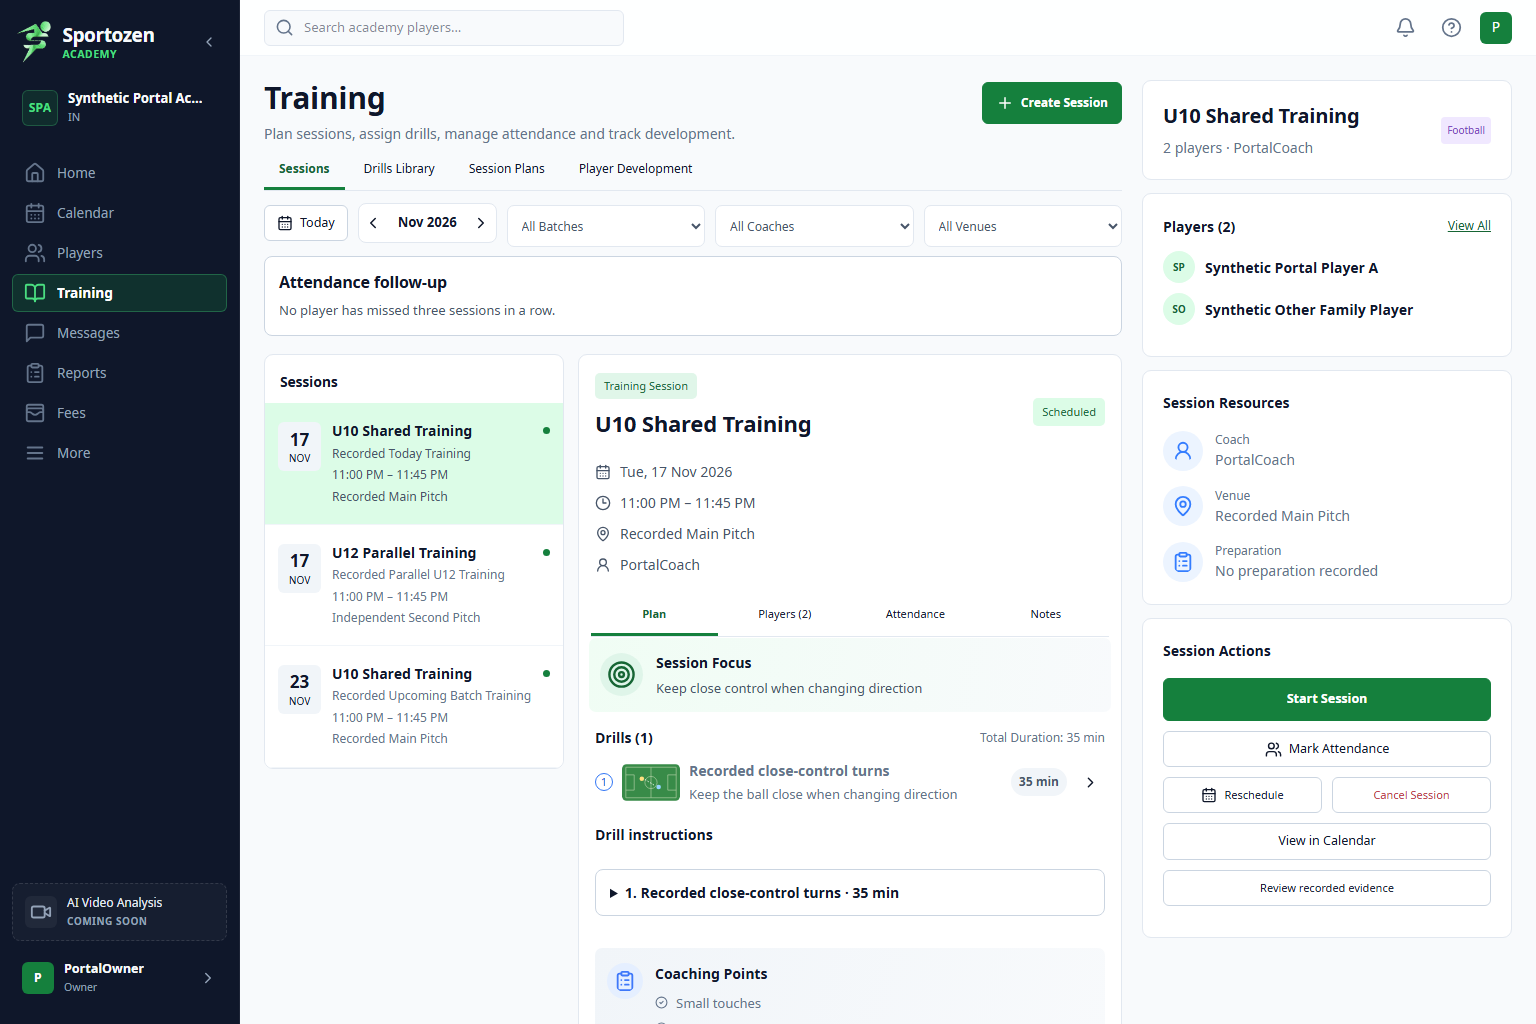 Sportozen
ACADEMY
SPA
Synthetic Portal Ac...
IN
Home
Calendar
Players
Training
Messages
Reports
Fees
More
AI Video Analysis
COMING SOON
P
PortalOwner
Owner
Search academy players...
P
Training
Plan sessions, assign drills, manage attendance and track development.
Create Session
Sessions
Drills Library
Session Plans
Player Development
Today
Nov 2026
All Batches
All Coaches
All Venues
Attendance follow-up
No player has missed three sessions in a row.
Sessions
17
NOV
U10 Shared Training
Recorded Today Training
11:00 PM – 11:45 PM
Recorded Main Pitch
17
NOV
U12 Parallel Training
Recorded Parallel U12 Training
11:00 PM – 11:45 PM
Independent Second Pitch
23
NOV
U10 Shared Training
Recorded Upcoming Batch Training
11:00 PM – 11:45 PM
Recorded Main Pitch
Training Session
U10 Shared Training
Scheduled
Tue, 17 Nov 2026
11:00 PM – 11:45 PM
Recorded Main Pitch
PortalCoach
Plan
Players (2)
Attendance
Notes
Session Focus
Keep close control when changing direction
Drills (1)
Total Duration: 35 min
1
Recorded close-control turns
Keep the ball close when changing direction
35 min
Drill instructions
1. Recorded close-control turns · 35 min
Coaching Points
Small touches
U10 Shared Training
2 players · PortalCoach
Football
Players (2)
View All
SP
Synthetic Portal Player A
SO
Synthetic Other Family Player
Session Resources
Coach
PortalCoach
Venue
Recorded Main Pitch
Preparation
No preparation recorded
Session Actions
Start Session
Mark Attendance
Reschedule
Cancel Session
View in Calendar
Review recorded evidence